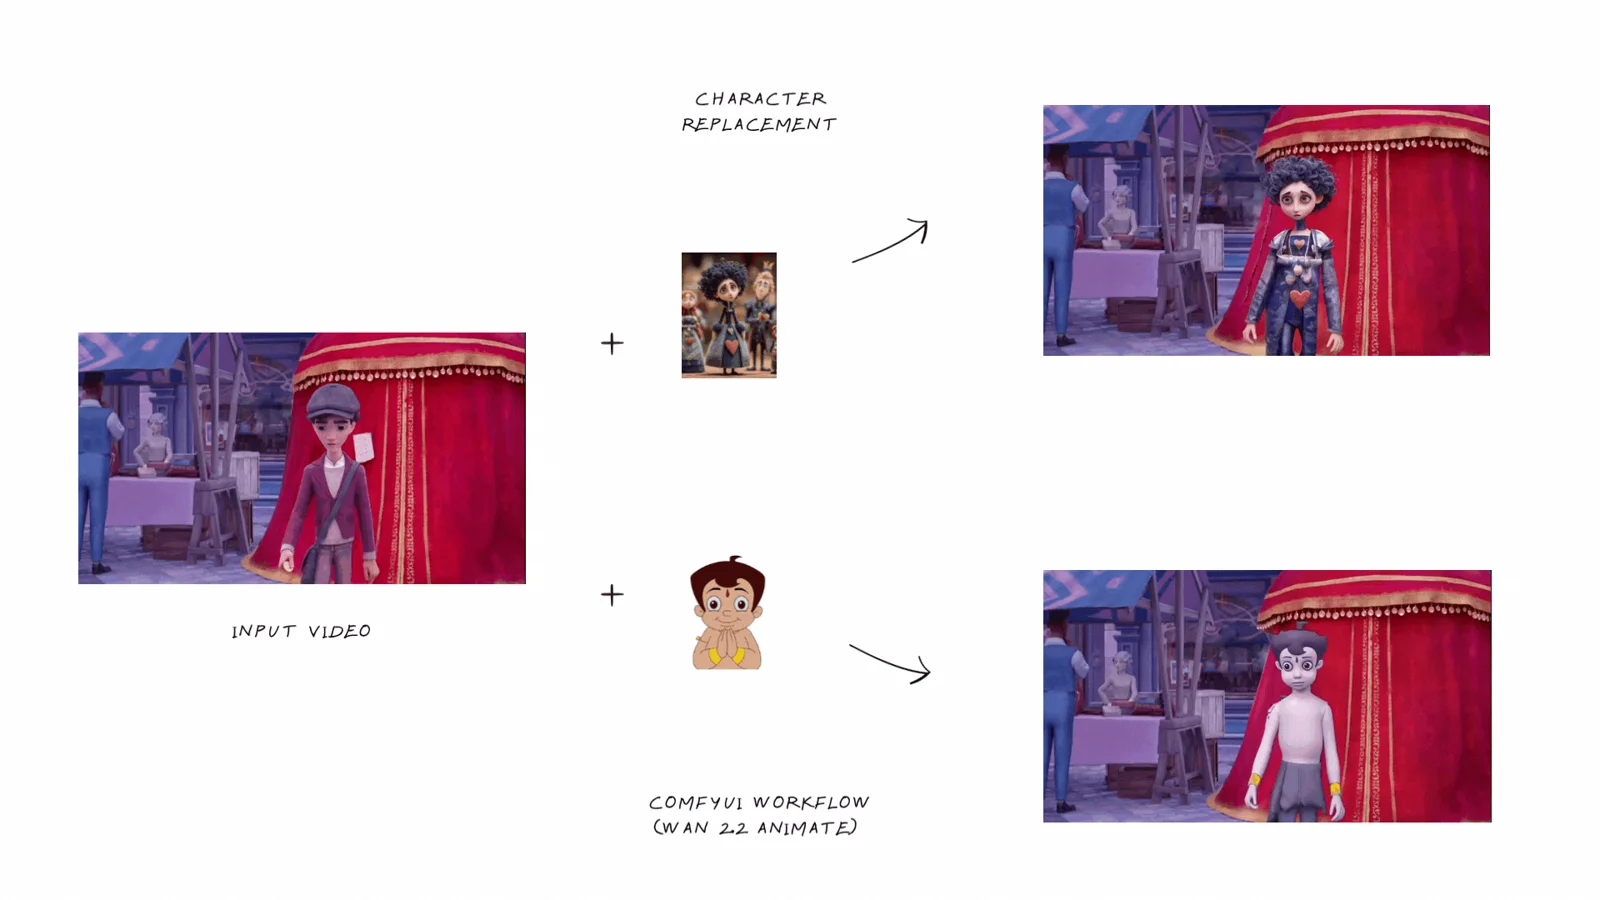 CHARACTER
REPLACEMENT
INPUT VIDEO
COMFYUI WORKFLOW
(WAN 2.2 ANIMATE)